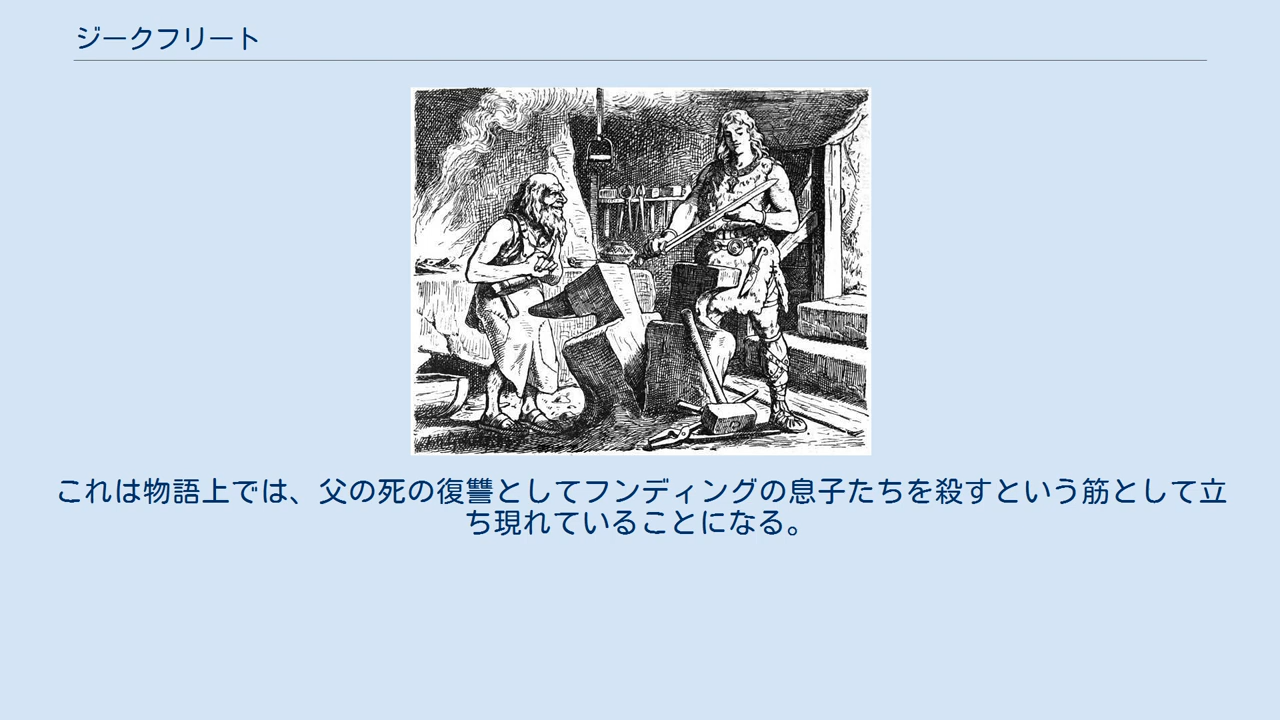 ジークフリート
これは物語上では、父の死の復讐としてフンディングの息子たちを殺すという筋として立
ち現れていることになる。